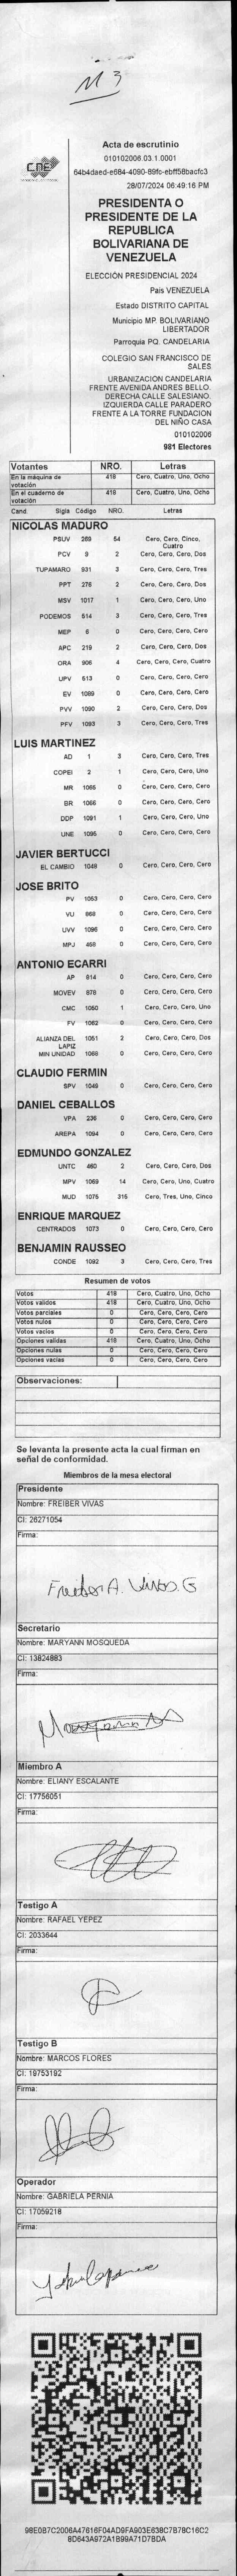 M 3
CNE
Acta de escrutinio
010102006.03.1.0001
64b4daed-e684-4090-89fc-ebff58bacfc3
28/07/2024 06:49:16 PM
PRESIDENTA O
PRESIDENTE DE LA
REPUBLICA
BOLIVARIANA DE
VENEZUELA
ELECCIÓN PRESIDENCIAL 2024
País VENEZUELA
Estado DISTRITO CAPITAL
Municipio MP. BOLIVARIANO
LIBERTADOR
Parroquia PQ. CANDELARIA
COLEGIO SAN FRANCISCO DE
SALES
URBANIZACION CANDELARIA
FRENTE AVENIDA ANDRES BELLO.
DERECHA CALLE SALESIANO.
IZQUIERDA CALLE PARADERO
FRENTE A LA TORRE FUNDACION
DEL NIÑO CASA
010102006
981 Electores
Votantes NRO. Letras
En la máquina de votación 418 Cero, Cuatro, Uno, Ocho
En el cuaderno de votación 418 Cero, Cuatro, Uno, Ocho
Cand. Sigla Código NRO. Letras
NICOLAS MADURO
PSUV 269 54 Cero, Cero, Cinco, Cuatro
PCV 9 2 Cero, Cero, Cero, Dos
TUPAMARO 931 3 Cero, Cero, Cero, Tres
PPT 276 2 Cero, Cero, Cero, Dos
MSV 1017 1 Cero, Cero, Cero, Uno
PODEMOS 514 3 Cero, Cero, Cero, Tres
MEP 6 0 Cero, Cero, Cero, Cero
APC 219 2 Cero, Cero, Cero, Dos
ORA 906 4 Cero, Cero, Cero, Cuatro
UPV 513 0 Cero, Cero, Cero, Cero
EV 1089 0 Cero, Cero, Cero, Cero
PVV 1090 2 Cero, Cero, Cero, Dos
PFV 1093 3 Cero, Cero, Cero, Tres
LUIS MARTINEZ
AD 1 3 Cero, Cero, Cero, Tres
COPEI 2 1 Cero, Cero, Cero, Uno
MR 1065 0 Cero, Cero, Cero, Cero
BR 1066 0 Cero, Cero, Cero, Cero
DDP 1091 1 Cero, Cero, Cero, Uno
UNE 1095 0 Cero, Cero, Cero, Cero
JAVIER BERTUCCI
EL CAMBIO 1048 0 Cero, Cero, Cero, Cero
JOSE BRITO
PV 1053 0 Cero, Cero, Cero, Cero
VU 868 0 Cero, Cero, Cero, Cero
UVV 1096 0 Cero, Cero, Cero, Cero
MPJ 458 0 Cero, Cero, Cero, Cero
ANTONIO ECARRI
AP 914 0 Cero, Cero, Cero, Cero
MOVEV 878 0 Cero, Cero, Cero, Cero
CMC 1050 1 Cero, Cero, Cero, Uno
FV 1062 0 Cero, Cero, Cero, Cero
ALIANZA DEL LAPIZ 1051 2 Cero, Cero, Cero, Dos
MIN UNIDAD 1088 0 Cero, Cero, Cero, Cero
CLAUDIO FERMIN
SPV 1049 0 Cero, Cero, Cero, Cero
DANIEL CEBALLOS
VPA 236 0 Cero, Cero, Cero, Cero
AREPA 1094 0 Cero, Cero, Cero, Cero
EDMUNDO GONZALEZ
UNTC 460 2 Cero, Cero, Cero, Dos
MPV 1069 14 Cero, Cero, Uno, Cuatro
MUD 1075 315 Cero, Tres, Uno, Cinco
ENRIQUE MARQUEZ
CENTRADOS 1073 0 Cero, Cero, Cero, Cero
BENJAMIN RAUSSEO
CONDE 1092 3 Cero, Cero, Cero, Tres
Resumen de votos
Votos 418 Cero, Cuatro, Uno, Ocho
Votos validos 418 Cero, Cuatro, Uno, Ocho
Votos parciales 0 Cero, Cero, Cero, Cero
Votos nulos 0 Cero, Cero, Cero, Cero
Votos vacios 0 Cero, Cero, Cero, Cero
Opciones validas 418 Cero, Cuatro, Uno, Ocho
Opciones nulas 0 Cero, Cero, Cero, Cero
Opciones vacias 0 Cero, Cero, Cero, Cero
Observaciones:
Se levanta la presente acta la cual firman en
señal de conformidad.
Miembros de la mesa electoral
Presidente
Nombre: FREIBER VIVAS
CI: 26271054
Firma:
Freiber A. Vivas. G
Secretario
Nombre: MARYANN MOSQUEDA
CI: 13824883
Firma:
Miembro A
Nombre: ELIANY ESCALANTE
CI: 17756051
Firma:
Testigo A
Nombre: RAFAEL YEPEZ
CI: 2033644
Firma:
Testigo B
Nombre: MARCOS FLORES
CI: 19753192
Firma:
Operador
Nombre: GABRIELA PERNIA
CI: 17059218
Firma:
98E0B7C2006A47616F04AD9FA903E638C7B78C16C2
8D643A972A1B99A71D7BDA